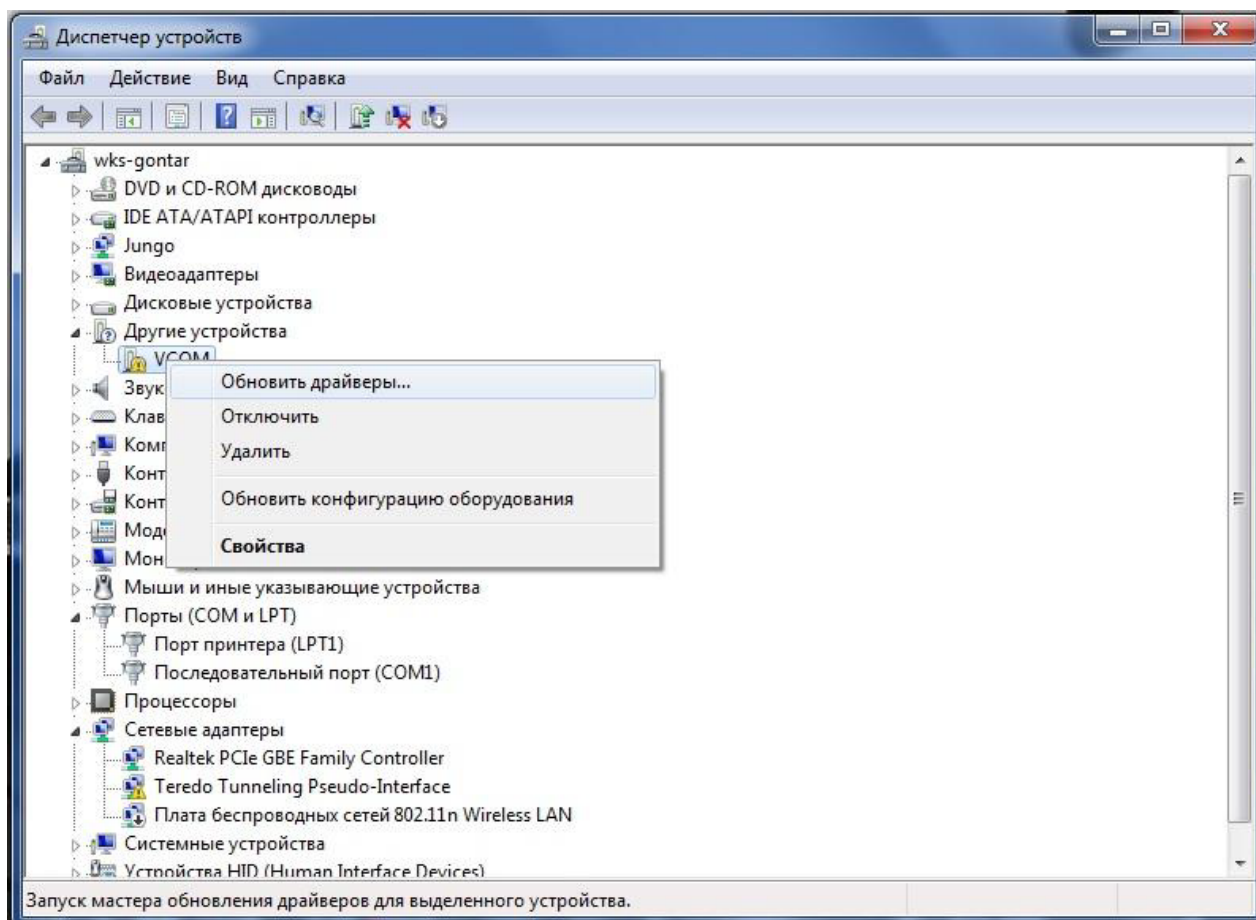 Диспетчер устройств
Файл Действие Вид Справка
wks-gontar
DVD и CD-ROM дисководы
IDE ATA/ATAPI контроллеры
Jungo
Видеоадаптеры
Дисковые устройства
Другие устройства
VCOM
Обновить драйверы...
Звук
Отключить
Клав
Удалить
Комп
Конт
Обновить конфигурацию оборудования
Конт
Свойства
Мод
Мон
Мыши и иные указывающие устройства
Порты (COM и LPT)
Порт принтера (LPT1)
Последовательный порт (COM1)
Процессоры
Сетевые адаптеры
Realtek PCIe GBE Family Controller
Teredo Tunneling Pseudo-Interface
Плата беспроводных сетей 802.11n Wireless LAN
Системные устройства
Устройства HID (Human Interface Devices)
Запуск мастера обновления драйверов для выделенного устройства.